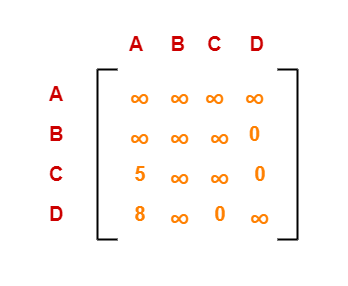 A B C D
A ∞ ∞ ∞ ∞
B ∞ ∞ ∞ 0
C 5 ∞ ∞ 0
D 8 ∞ 0 ∞